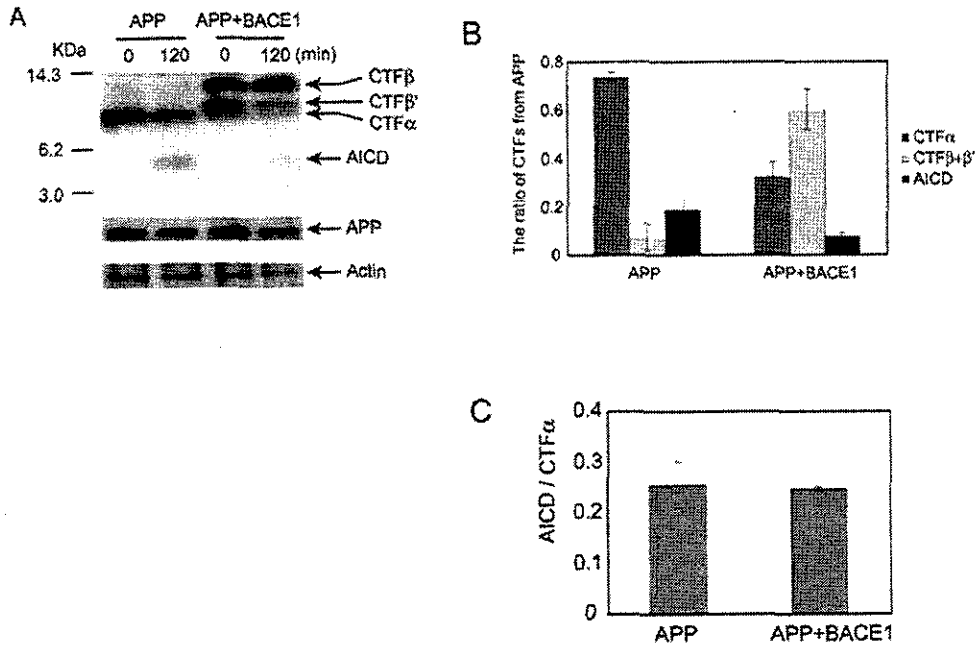 A
APP APP+BACE1
KDa 0 120 0 120 (min)
14.3
CTFβ
CTFβ'
CTFα
6.2
AICD
3.0
APP
Actin
B
The ratio of CTFs from APP
0.8
0.6
0.4
0.2
0
APP APP+BACE1
CTFα
CTFβ+β'
AICD
C
AICD / CTFα
0.4
0.3
0.2
0.1
0
APP APP+BACE1